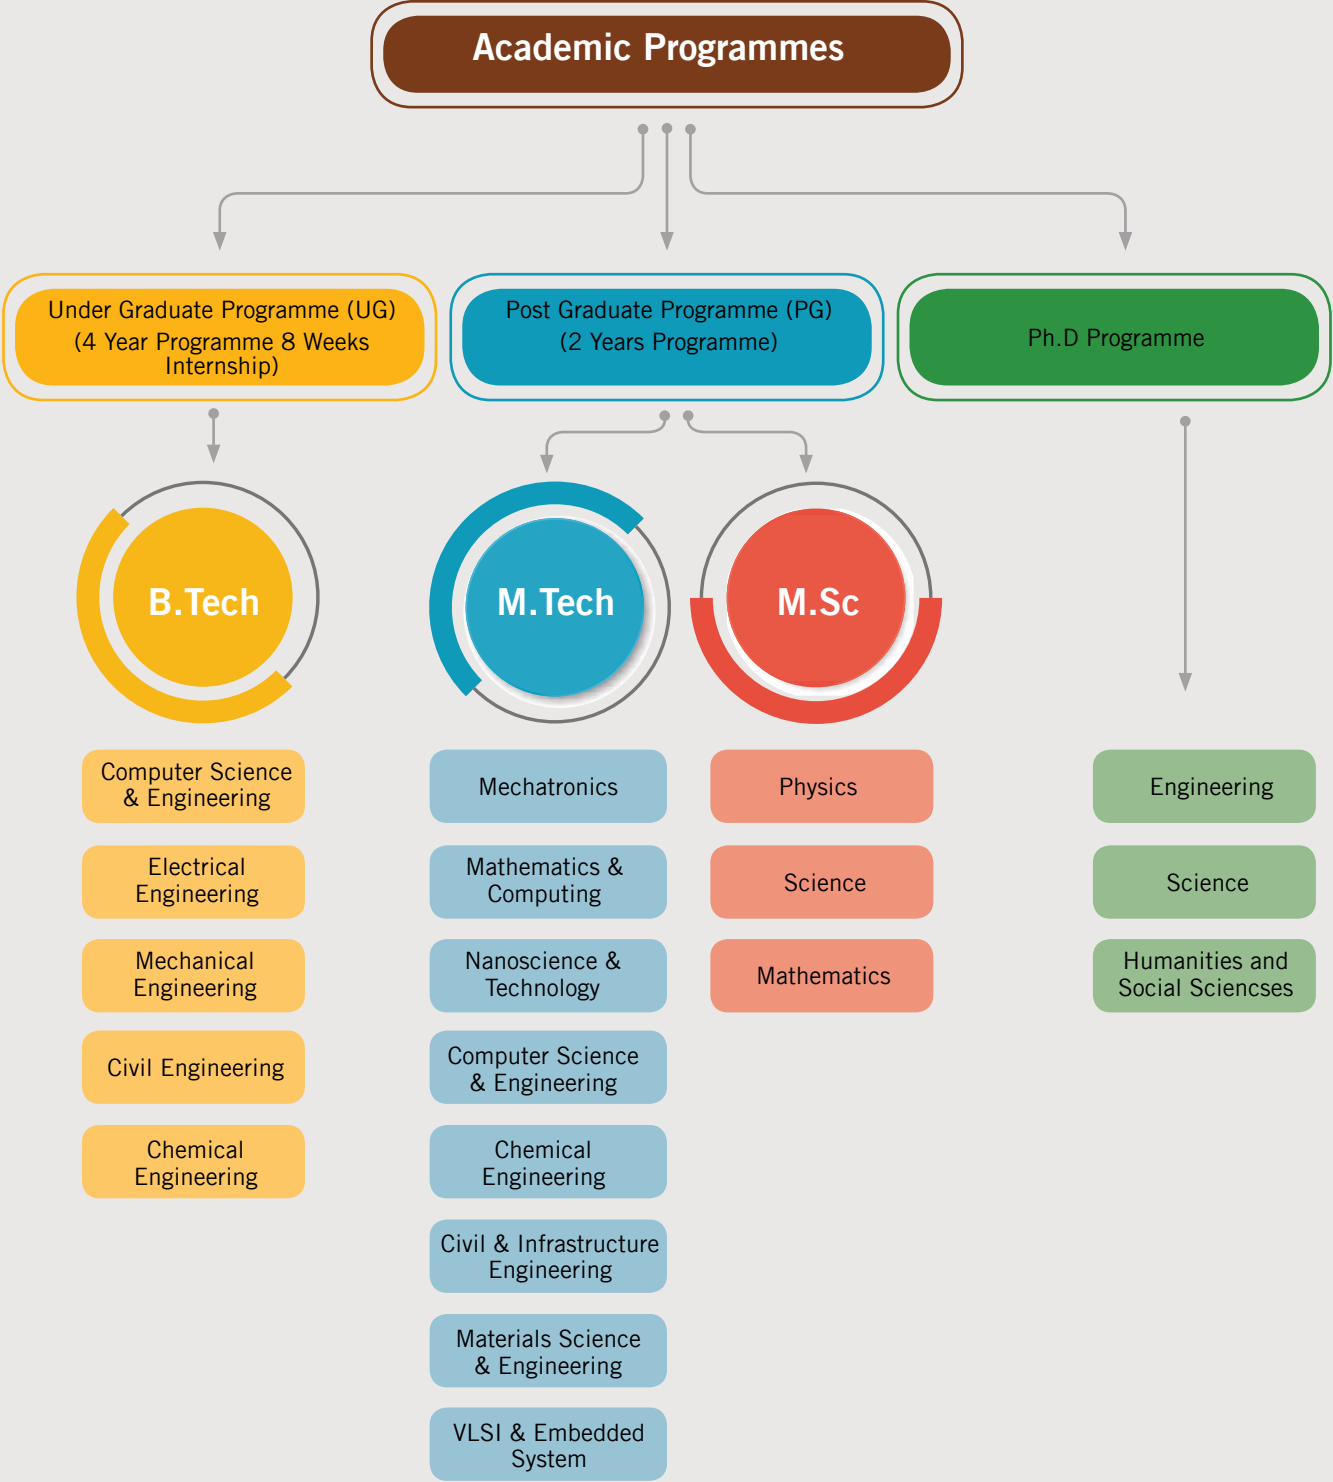 Academic Programmes
Under Graduate Programme (UG)
(4 Year Programme 8 Weeks
Internship)
Post Graduate Programme (PG)
(2 Years Programme)
Ph.D Programme
B.Tech
M.Tech
M.Sc
Computer Science
& Engineering
Electrical
Engineering
Mechanical
Engineering
Civil Engineering
Chemical
Engineering
Mechatronics
Mathematics &
Computing
Nanoscience &
Technology
Computer Science
& Engineering
Chemical
Engineering
Civil & Infrastructure
Engineering
Materials Science
& Engineering
VLSI & Embedded
System
Physics
Science
Mathematics
Engineering
Science
Humanities and
Social Sciencses